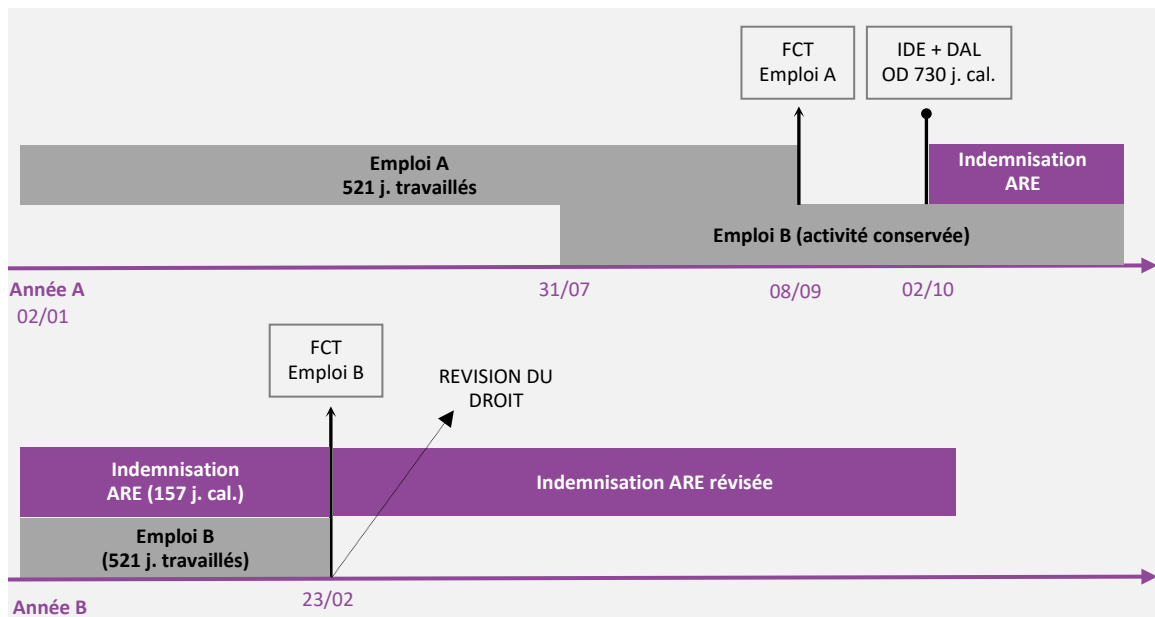 FCT
Emploi A
IDE + DAL
OD 730 j. cal.
Emploi A
521 j. travaillés
Indemnisation
ARE
Emploi B (activité conservée)
Année A
02/01
31/07
08/09
02/10
FCT
Emploi B
REVISION DU
DROIT
Indemnisation
ARE (157 j. cal.)
Indemnisation ARE révisée
Emploi B
(521 j. travaillés)
Année B
23/02